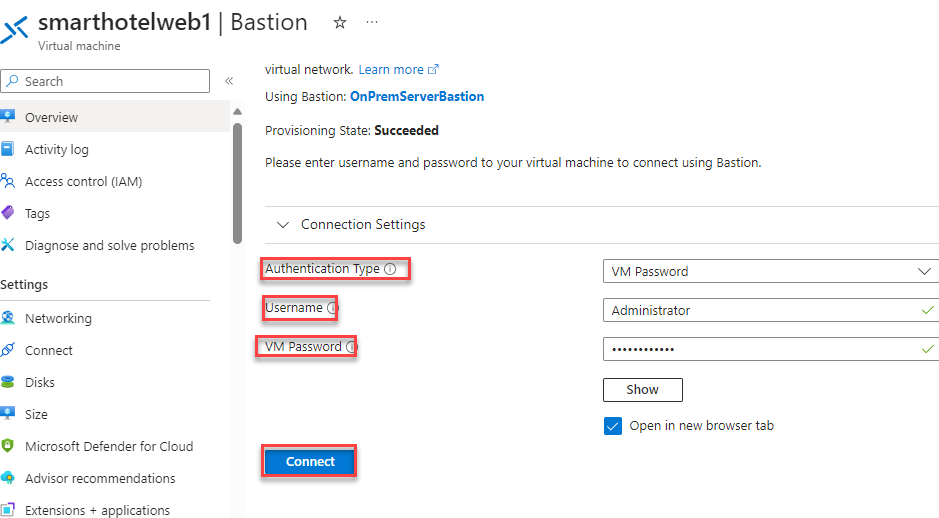 smarthotelweb1 | Bastion
Virtual machine
Search
Overview
Activity log
Access control (IAM)
Tags
Diagnose and solve problems
Settings
Networking
Connect
Disks
Size
Microsoft Defender for Cloud
Advisor recommendations
Extensions + applications
virtual network. Learn more
Using Bastion: OnPremServerBastion
Provisioning State: Succeeded
Please enter username and password to your virtual machine to connect using Bastion.
Connection Settings
Authentication Type
VM Password
Username
Administrator
VM Password
••••••••••••
Show
Open in new browser tab
Connect